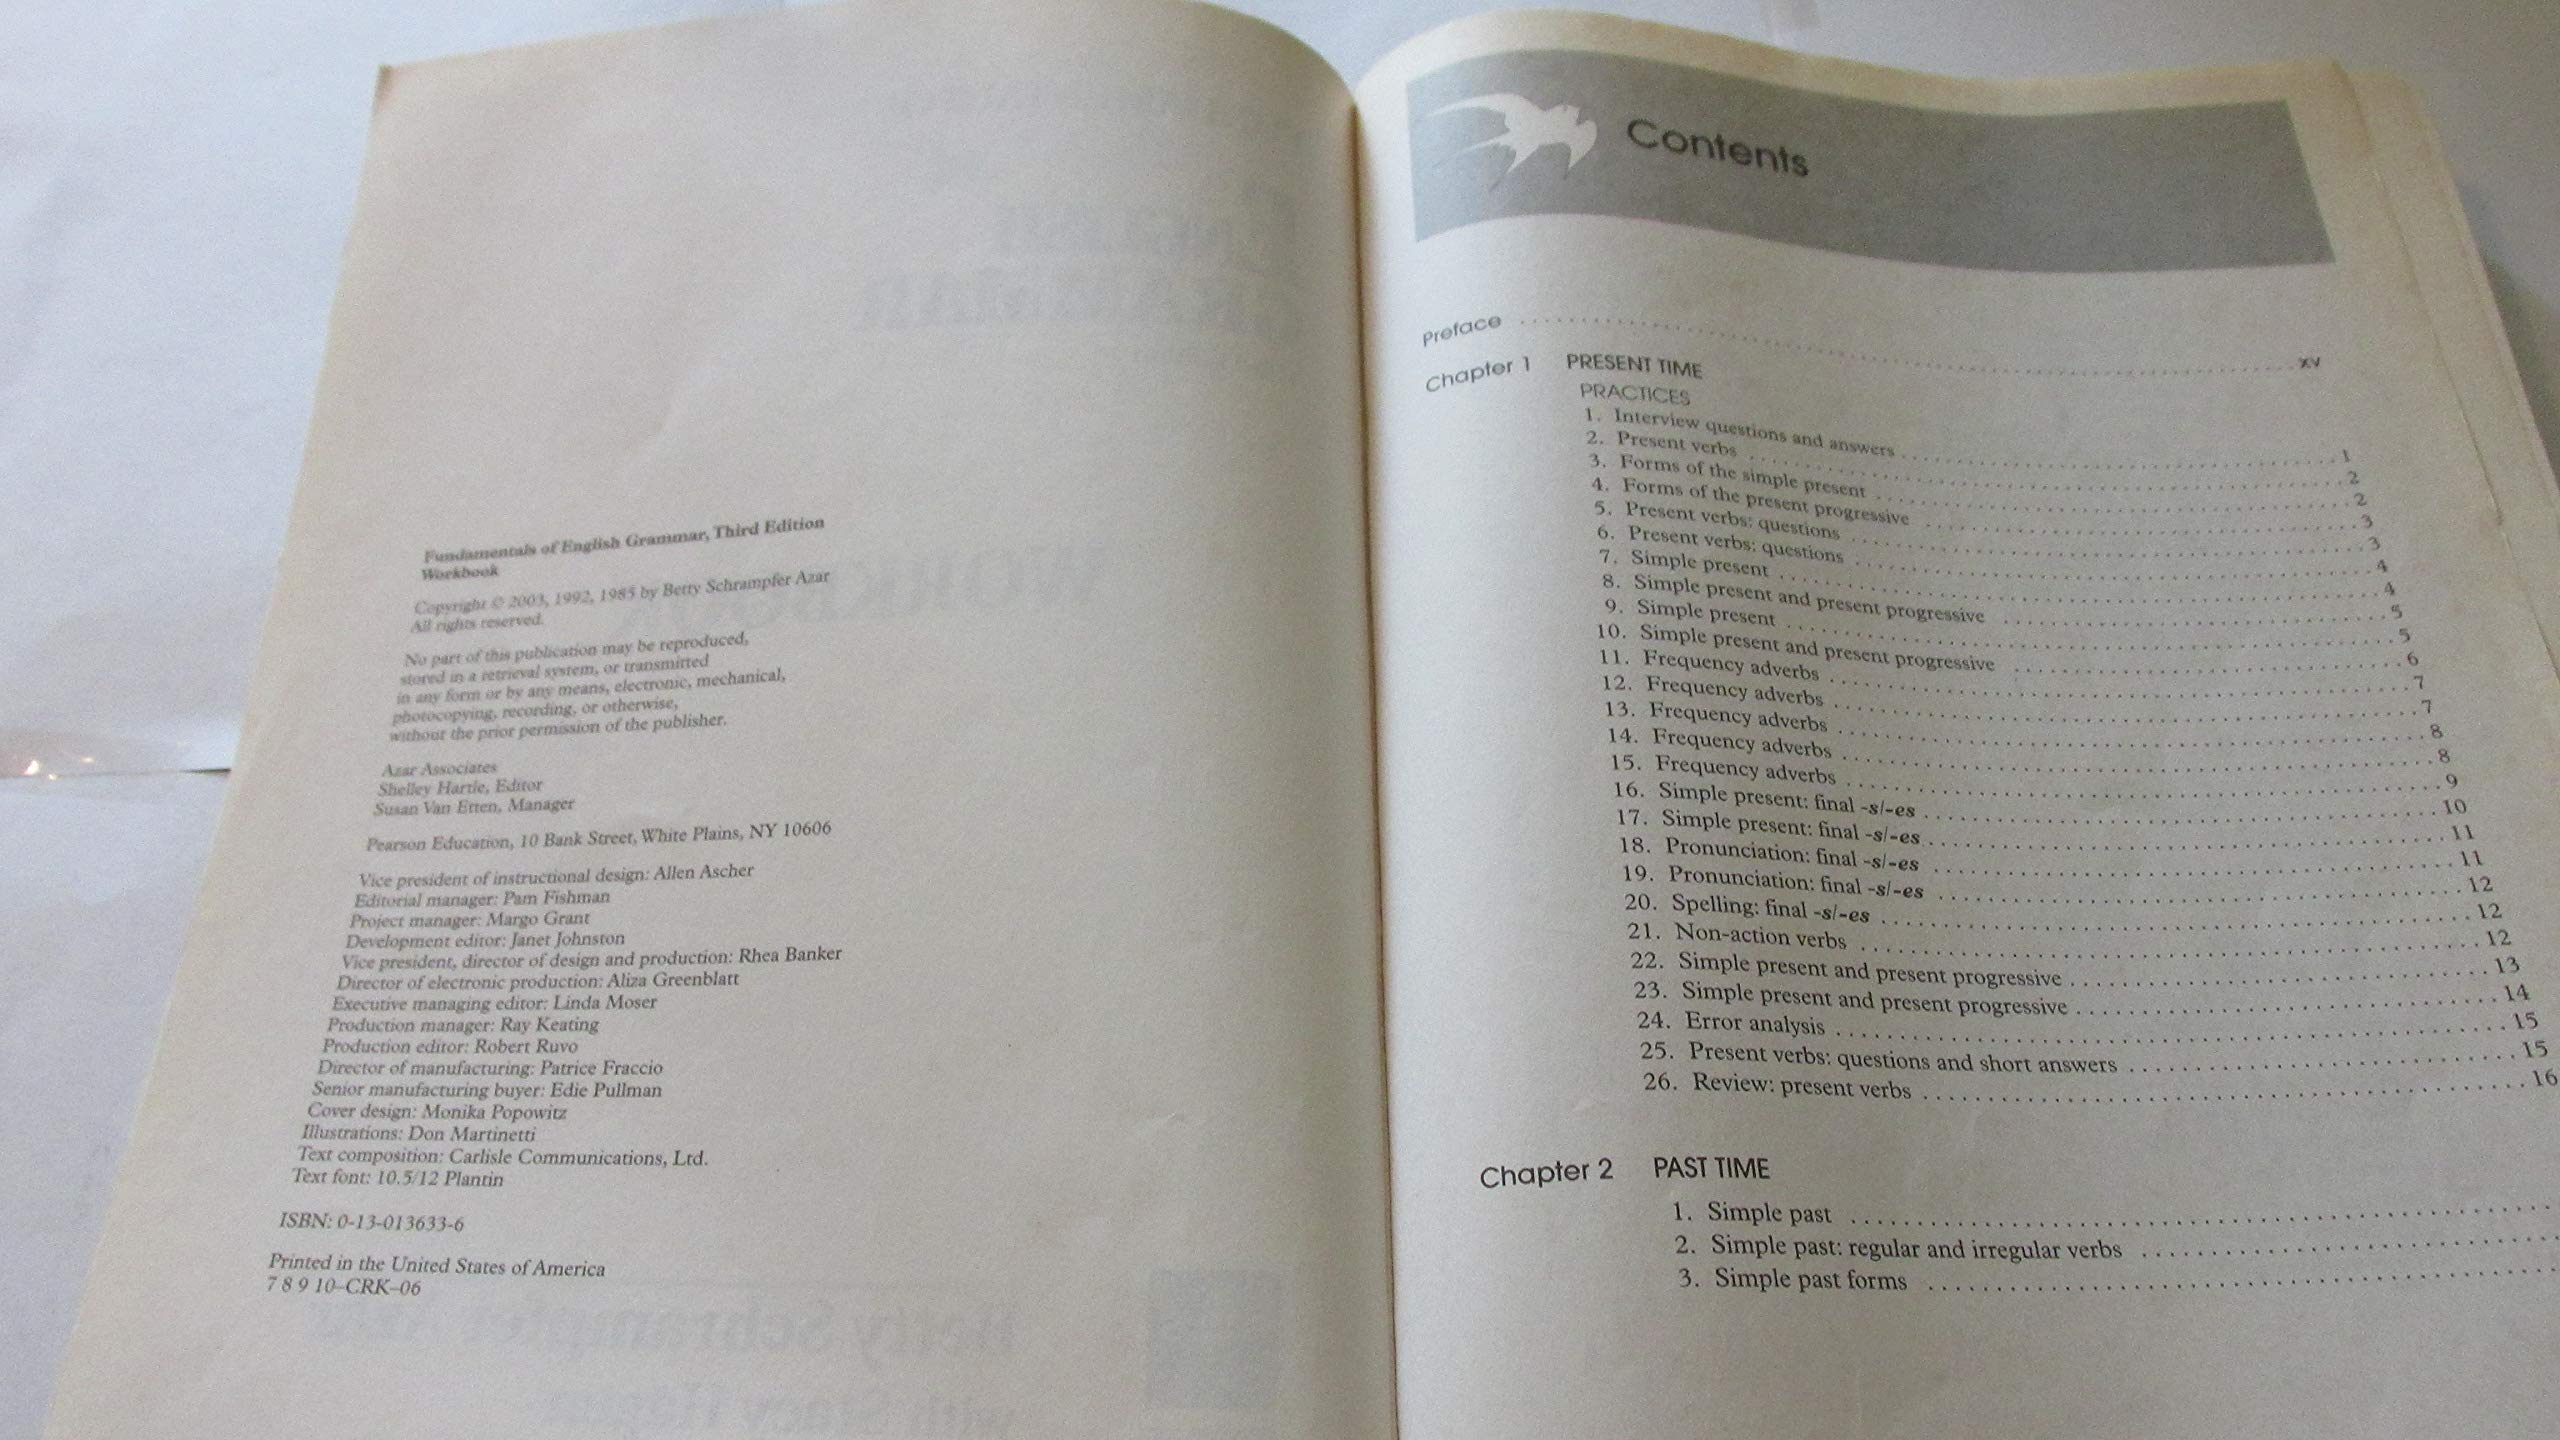 Fundamentals of English Grammar, Third Edition
Workbook
Copyright © 2003, 1992, 1985 by Betty Schrampfer Azar
All rights reserved.
No part of this publication may be reproduced,
stored in a retrieval system, or transmitted
in any form or by any means, electronic, mechanical,
photocopying, recording, or otherwise,
without the prior permission of the publisher.
Azar Associates
Shelley Hartle, Editor
Susan Van Etten, Manager
Pearson Education, 10 Bank Street, White Plains, NY 10606
Vice president of instructional design: Allen Ascher
Editorial manager: Pam Fishman
Project manager: Margo Grant
Development editor: Janet Johnston
Vice president, director of design and production: Rhea Banker
Director of electronic production: Aliza Greenblatt
Executive managing editor: Linda Moser
Production manager: Ray Keating
Production editor: Robert Ruvo
Director of manufacturing: Patrice Fraccio
Senior manufacturing buyer: Edie Pullman
Cover design: Monika Popowitz
Illustrations: Don Martinetti
Text composition: Carlisle Communications, Ltd.
Text font: 10.5/12 Plantin
ISBN: 0-13-013633-6
Printed in the United States of America
7 8 9 10–CRK–06
Contents
Preface ..... xv
Chapter 1 PRESENT TIME
PRACTICES
1. Interview questions and answers ..... 1
2. Present verbs ..... 2
3. Forms of the simple present ..... 2
4. Forms of the present progressive ..... 3
5. Present verbs: questions ..... 3
6. Present verbs: questions ..... 4
7. Simple present ..... 4
8. Simple present and present progressive ..... 5
9. Simple present ..... 5
10. Simple present and present progressive ..... 6
11. Frequency adverbs ..... 7
12. Frequency adverbs ..... 7
13. Frequency adverbs ..... 8
14. Frequency adverbs ..... 8
15. Frequency adverbs ..... 9
16. Simple present: final -s/-es ..... 10
17. Simple present: final -s/-es ..... 11
18. Pronunciation: final -s/-es ..... 11
19. Pronunciation: final -s/-es ..... 12
20. Spelling: final -s/-es ..... 12
21. Non-action verbs ..... 12
22. Simple present and present progressive ..... 13
23. Simple present and present progressive ..... 14
24. Error analysis ..... 15
25. Present verbs: questions and short answers ..... 15
26. Review: present verbs ..... 16
Chapter 2 PAST TIME
1. Simple past .....
2. Simple past: regular and irregular verbs .....
3. Simple past forms .....